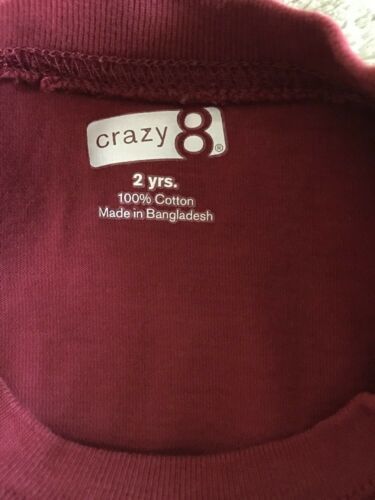 crazy 8®
2 yrs.
100% Cotton
Made in Bangladesh